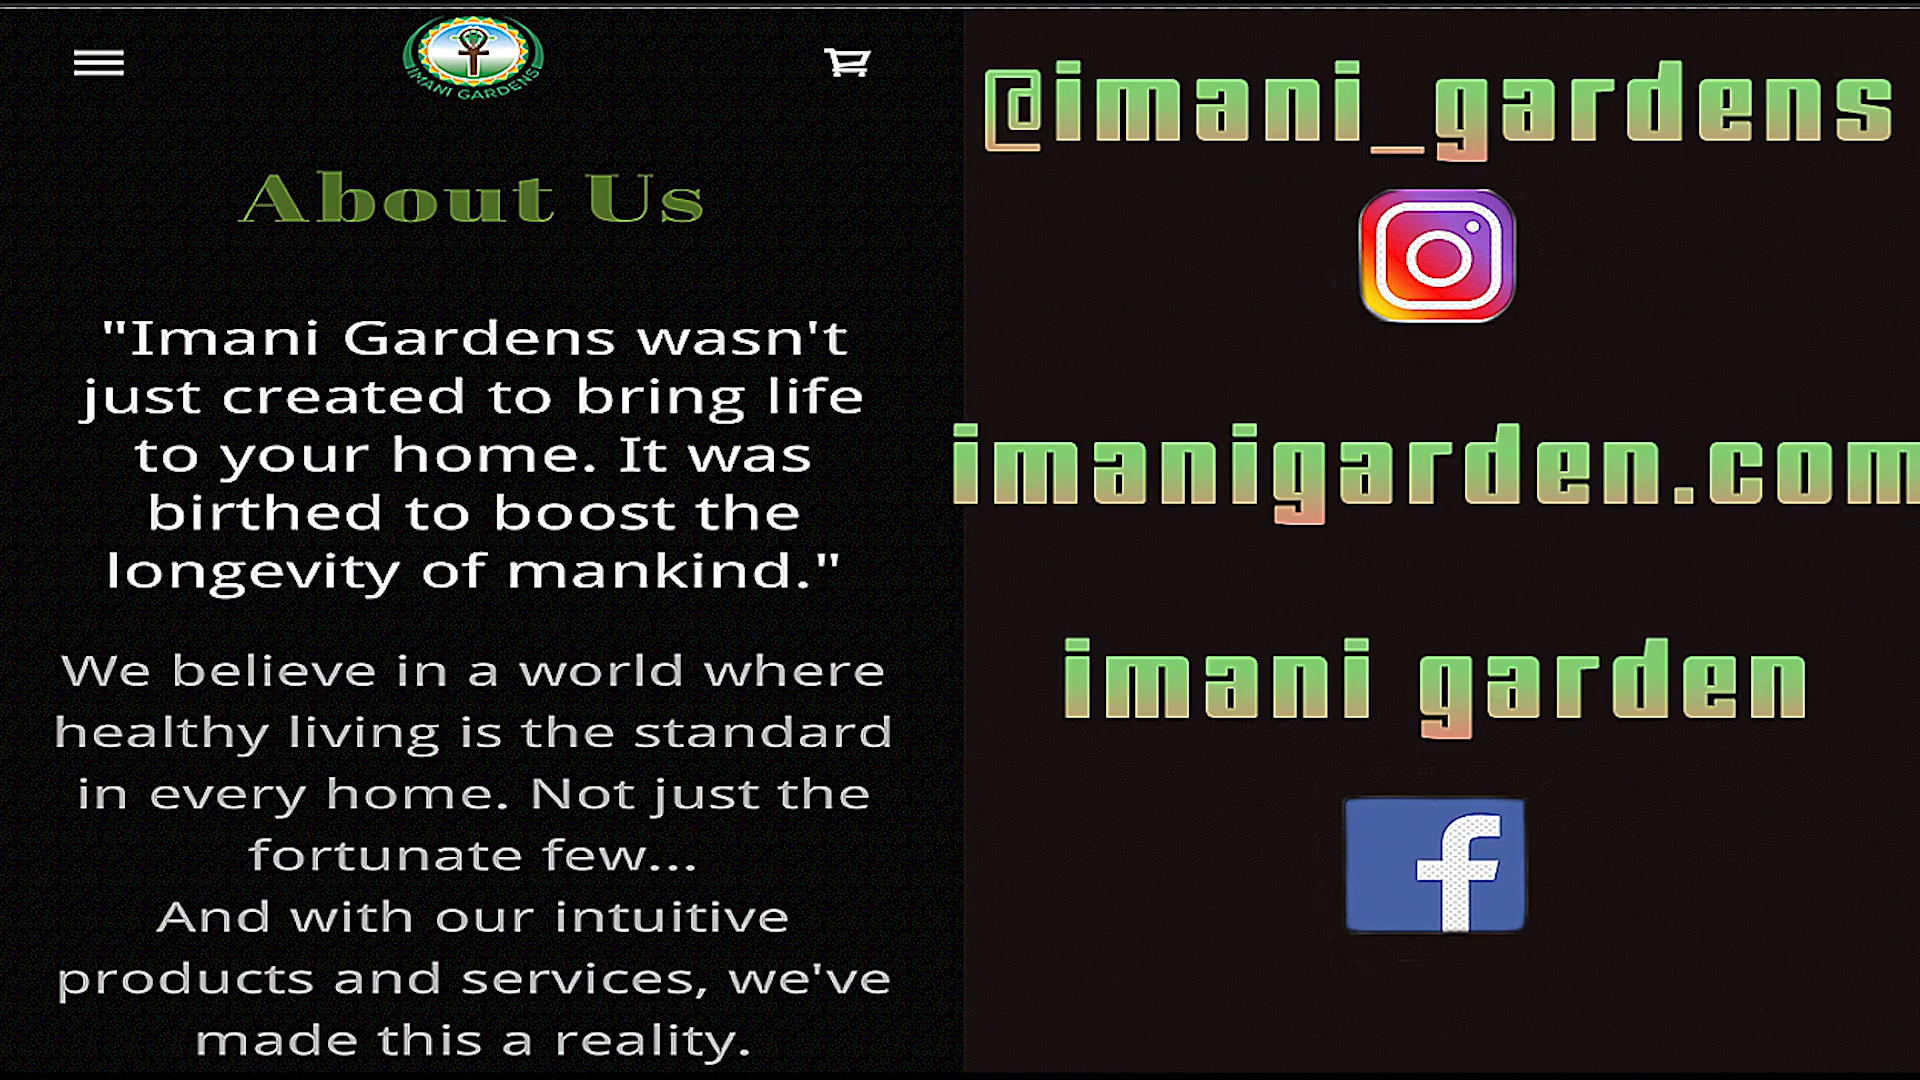 IMANI GARDENS
About Us
"Imani Gardens wasn't
just created to bring life
to your home. It was
birthed to boost the
longevity of mankind."
We believe in a world where
healthy living is the standard
in every home. Not just the
fortunate few...
And with our intuitive
products and services, we've
made this a reality.
@imani_gardens
imanigarden.com
imani garden
f